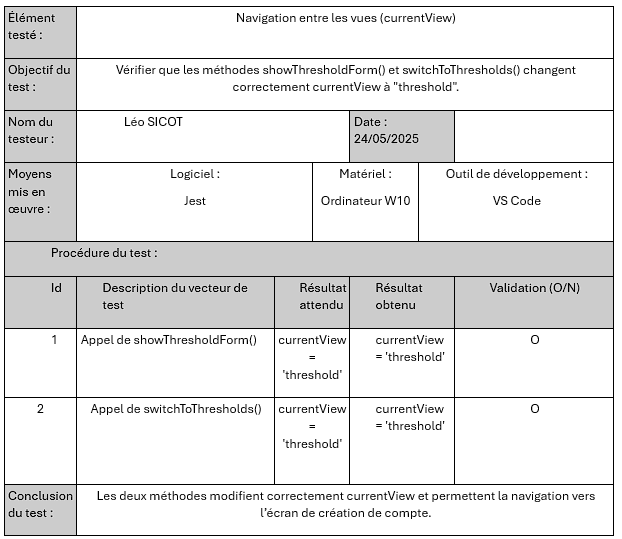 Élément
testé :
Navigation entre les vues (currentView)
Objectif du
test :
Vérifier que les méthodes showThresholdForm() et switchToThresholds() changent
correctement currentView à "threshold".
Nom du
testeur :
Léo SICOT
Date :
24/05/2025
Moyens
mis en
œuvre :
Logiciel :
Jest
Matériel :
Ordinateur W10
Outil de développement :
VS Code
Procédure du test :
Id
Description du vecteur de
test
Résultat
attendu
Résultat
obtenu
Validation (O/N)
1
Appel de showThresholdForm()
currentView
=
'threshold'
currentView
= 'threshold'
O
2
Appel de switchToThresholds()
currentView
=
'threshold'
currentView
= 'threshold'
O
Conclusion
du test :
Les deux méthodes modifient correctement currentView et permettent la navigation vers
l'écran de création de compte.